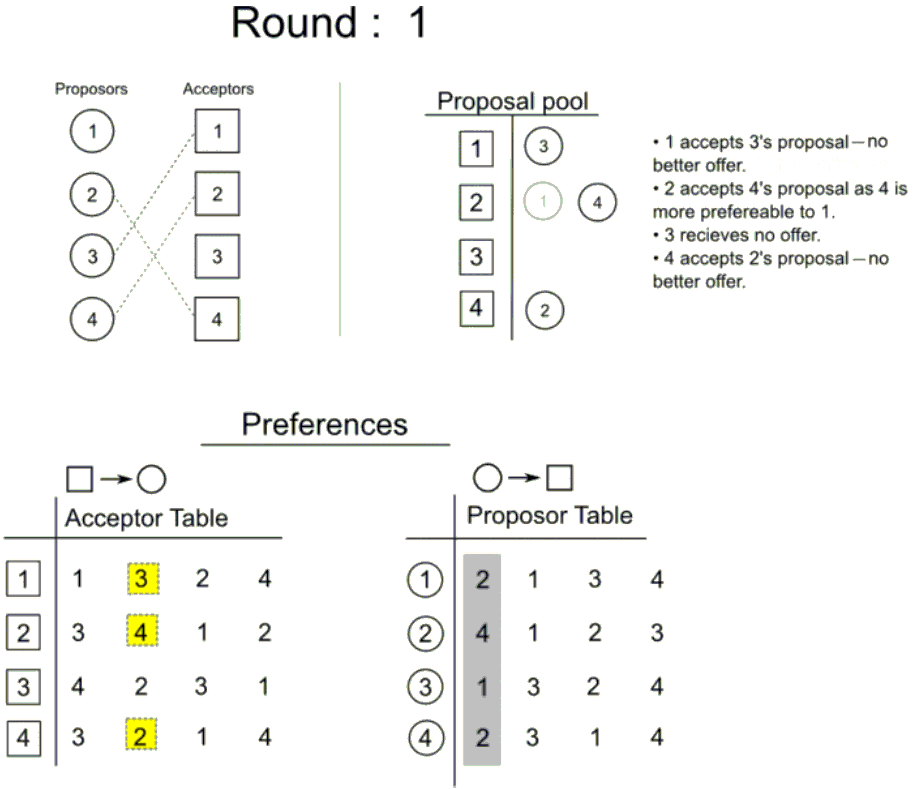 Round : 1
Proposors Acceptors
1 1
2 2
3 3
4 4
Proposal pool
1 3
2 1 4
3
4 2
• 1 accepts 3's proposal—no
better offer.
• 2 accepts 4's proposal as 4 is
more prefereable to 1.
• 3 recieves no offer.
• 4 accepts 2's proposal—no
better offer.
Preferences
Acceptor Table
1 1 3 2 4
2 3 4 1 2
3 4 2 3 1
4 3 2 1 4
Proposor Table
1 2 1 3 4
2 4 1 2 3
3 1 3 2 4
4 2 3 1 4